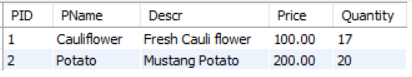 PID PName Descr Price Quantity
1 Cauliflower Fresh Cauli flower 100.00 17
2 Potato Mustang Potato 200.00 20